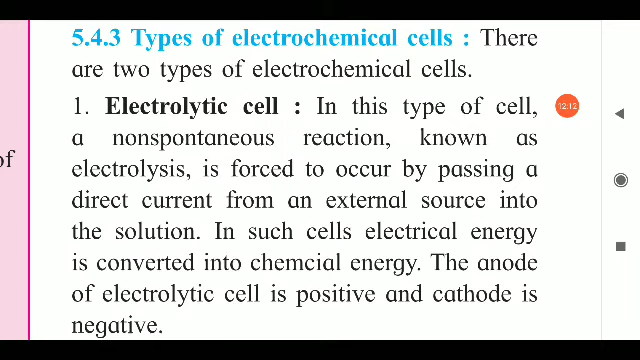 5.4.3 Types of electrochemical cells : There
are two types of electrochemical cells.
1. Electrolytic cell : In this type of cell,
a nonspontaneous reaction, known as
electrolysis, is forced to occur by passing a
direct current from an external source into
the solution. In such cells electrical energy
is converted into chemcial energy. The anode
of electrolytic cell is positive and cathode is
negative.
of
12:12